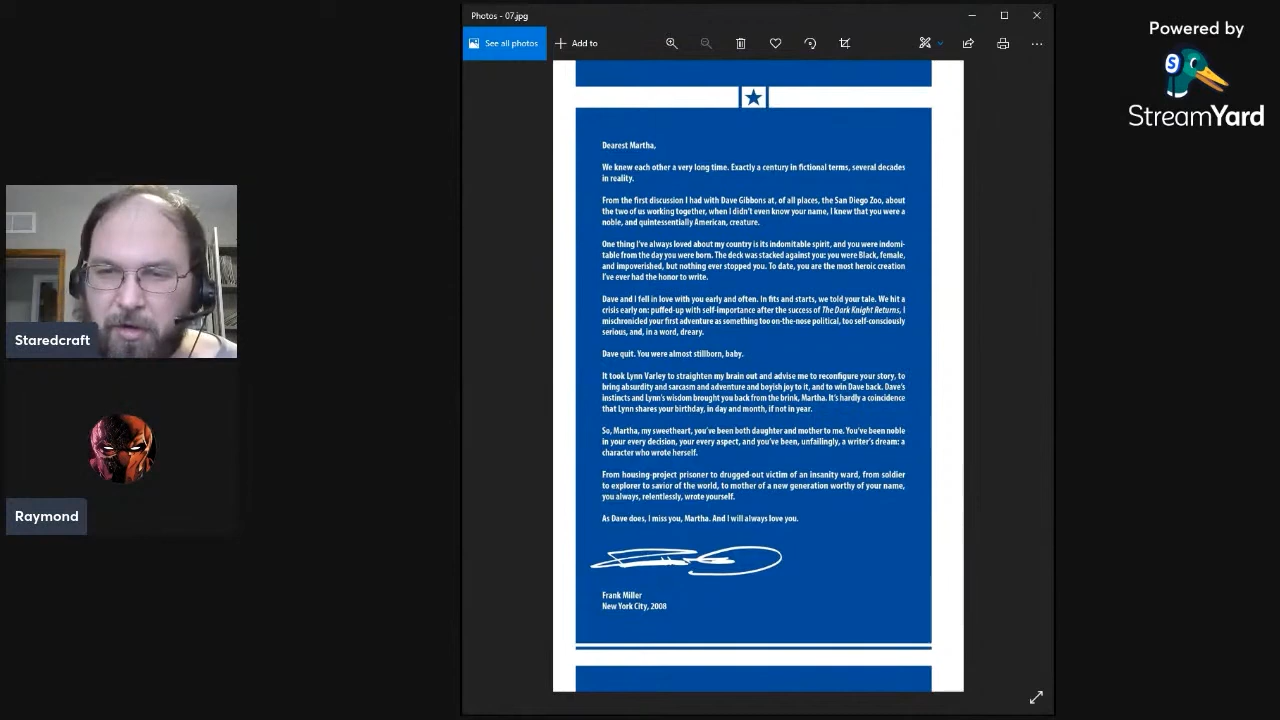 Photos - 07.jpg
See all photos
Add to
Powered by
S
StreamYard
Dearest Martha,
We knew each other a very long time. Exactly a century in fictional terms, several decades
in reality.
From the first discussion I had with Dave Gibbons at, of all places, the San Diego Zoo, about
the two of us working together, when I didn't even know your name, I knew that you were a
noble, and quintessentially American, creature.
One thing I've always loved about my country is its indomitable spirit, and you were indomi-
table from the day you were born. The deck was stacked against you: you were Black, female,
and impoverished, but nothing ever stopped you. To date, you are the most heroic creation
I've ever had the honor to write.
Dave and I fell in love with you early and often. In fits and starts, we told your tale. We hit a
crisis early on: puffed-up with self-importance after the success of The Dark Knight Returns, I
mischronicled your first adventure as something too on-the-nose political, too self-consciously
serious, and, in a word, dreary.
Dave quit. You were almost stillborn, baby.
It took Lynn Varley to straighten my brain out and advise me to reconfigure your story, to
bring absurdity and sarcasm and adventure and boyish joy to it, and to win Dave back. Dave's
instincts and Lynn's wisdom brought you back from the brink, Martha. It's hardly a coincidence
that Lynn shares your birthday, in day and month, if not in year.
So, Martha, my sweetheart, you've been both daughter and mother to me. You've been noble
in your every decision, your every aspect, and you've been, unfailingly, a writer's dream: a
character who wrote herself.
From housing-project prisoner to drugged-out victim of an insanity ward, from soldier
to explorer to savior of the world, to mother of a new generation worthy of your name,
you always, relentlessly, wrote yourself.
As Dave does, I miss you, Martha. And I will always love you.
Frank Miller
New York City, 2008
Staredcraft
Raymond